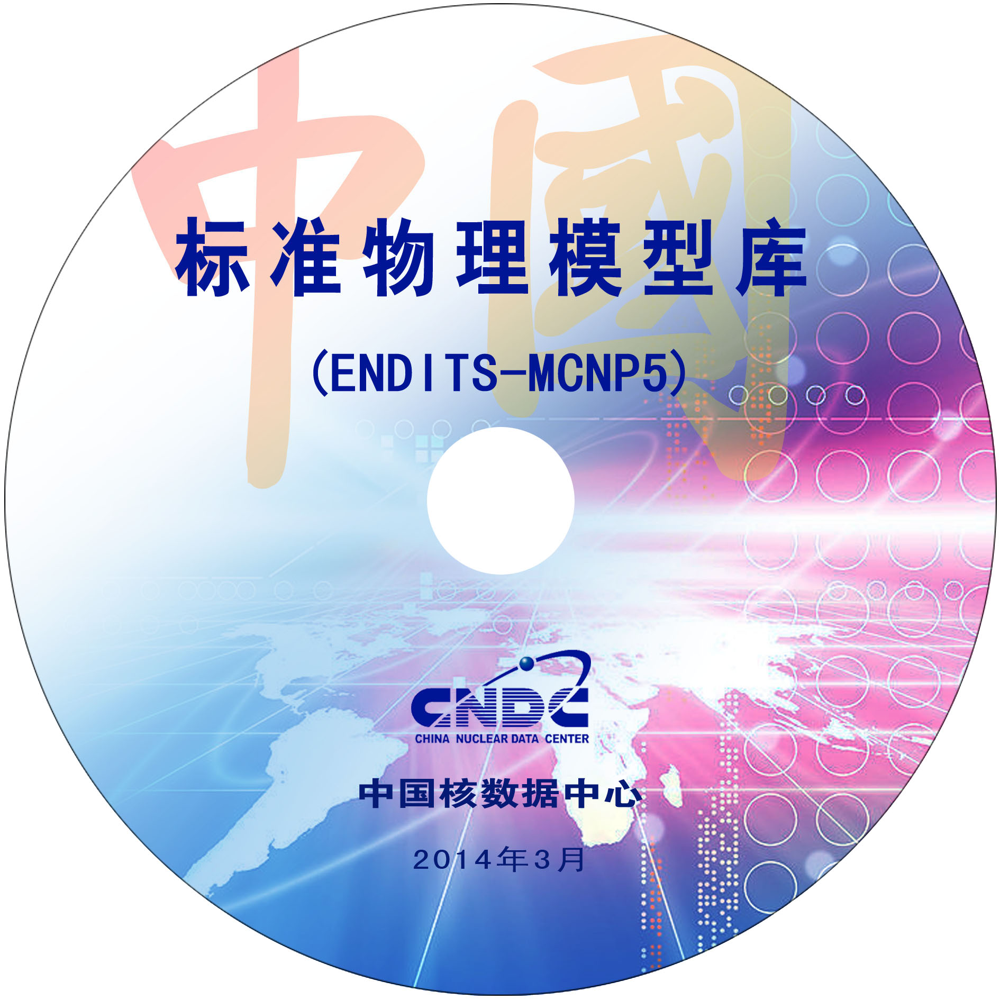 中國
标准物理模型库
(ENDITS-MCNP5)
CNDC
CHINA NUCLEAR DATA CENTER
中国核数据中心
2014年3月